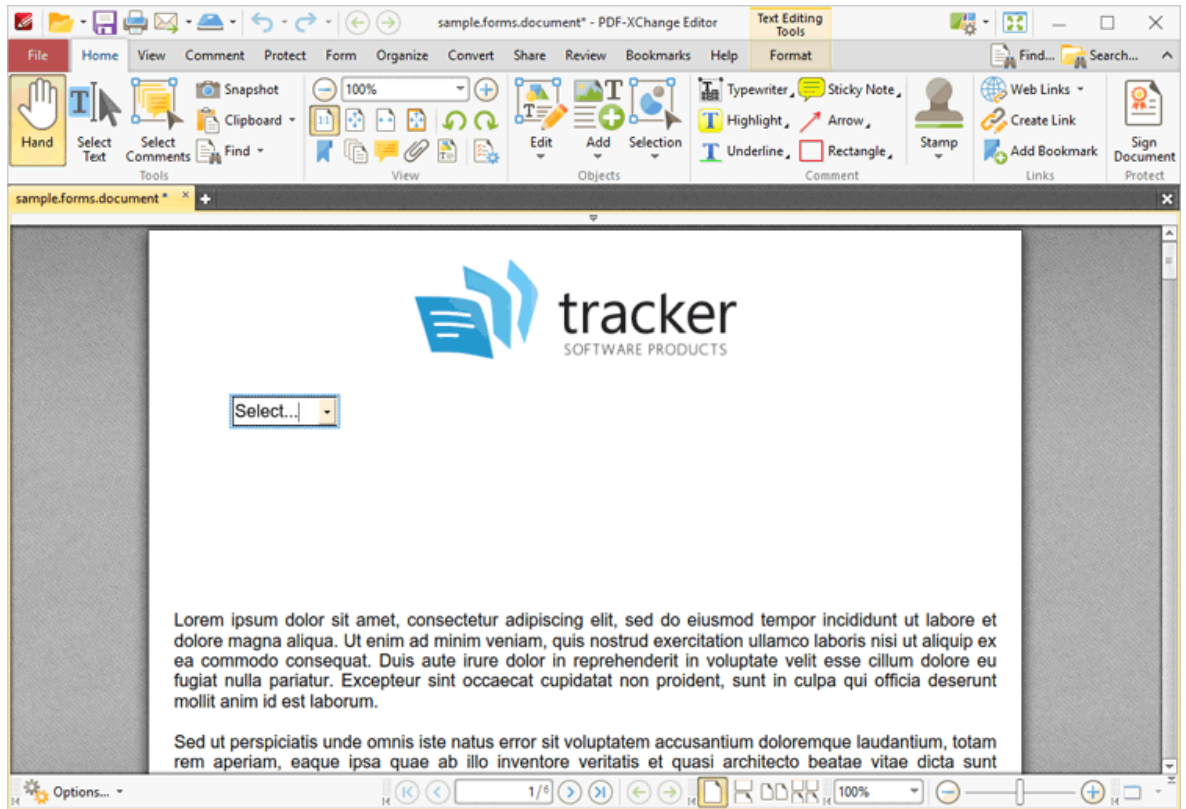 sample.forms.document* - PDF-XChange Editor
Text Editing Tools
File Home View Comment Protect Form Organize Convert Share Review Bookmarks Help Format Find... Search...
Hand
Select Text
Select Comments
Snapshot
Clipboard
Find
Tools
100%
1:1
View
Edit
Add
Selection
Objects
Typewriter
Sticky Note
Highlight
Arrow
Underline
Rectangle
Stamp
Comment
Web Links
Create Link
Add Bookmark
Links
Sign Document
Protect
sample.forms.document *
tracker
SOFTWARE PRODUCTS
Select...
Lorem ipsum dolor sit amet, consectetur adipiscing elit, sed do eiusmod tempor incididunt ut labore et
dolore magna aliqua. Ut enim ad minim veniam, quis nostrud exercitation ullamco laboris nisi ut aliquip ex
ea commodo consequat. Duis aute irure dolor in reprehenderit in voluptate velit esse cillum dolore eu
fugiat nulla pariatur. Excepteur sint occaecat cupidatat non proident, sunt in culpa qui officia deserunt
mollit anim id est laborum.
Sed ut perspiciatis unde omnis iste natus error sit voluptatem accusantium doloremque laudantium, totam
rem aperiam, eaque ipsa quae ab illo inventore veritatis et quasi architecto beatae vitae dicta sunt
Options...
1/6
100%